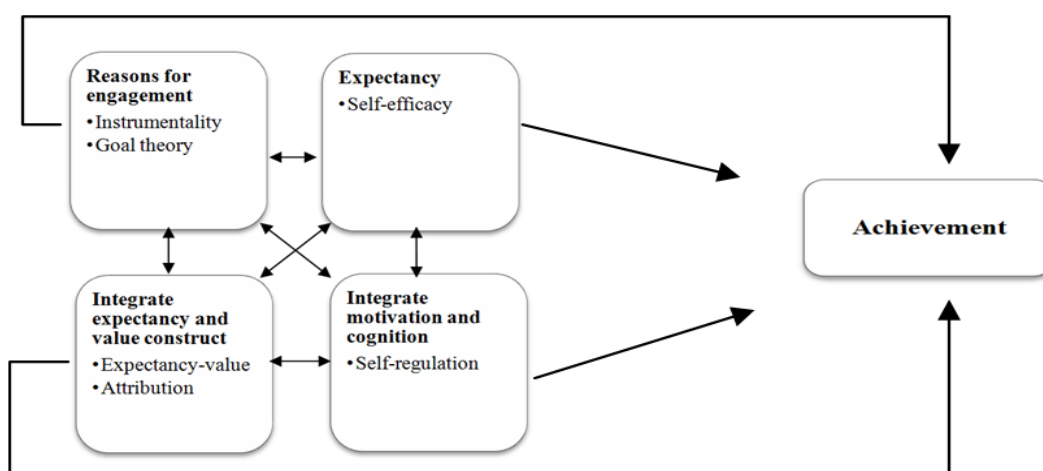 Reasons for
engagement
•Instrumentality
•Goal theory
Expectancy
•Self-efficacy
Integrate
expectancy and
value construct
•Expectancy-value
•Attribution
Integrate
motivation and
cognition
•Self-regulation
Achievement